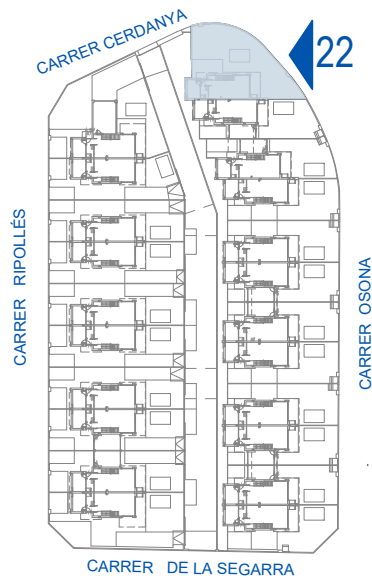 CARRER CERDANYA
22
CARRER RIPOLLÉS
CARRER OSONA
CARRER DE LA SEGARRA